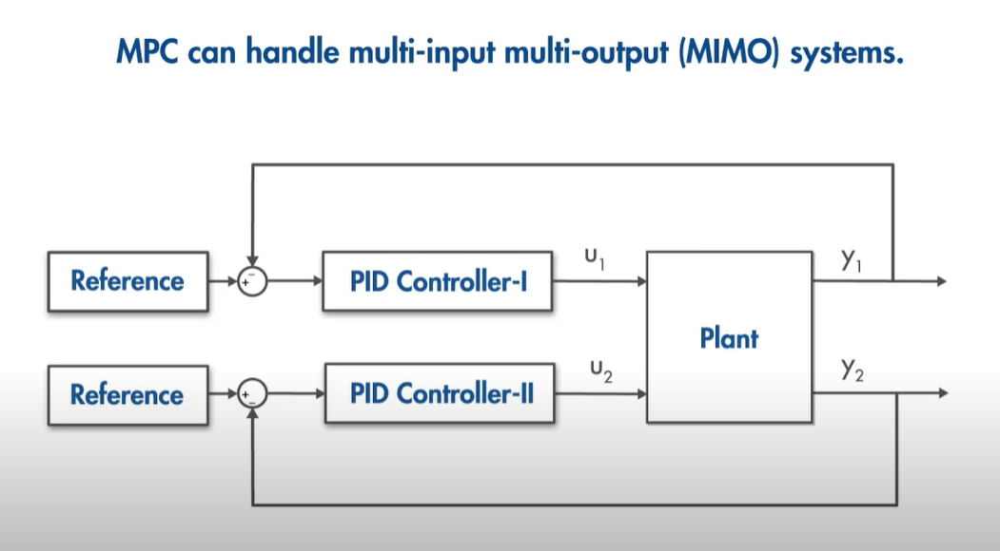 MPC can handle multi-input multi-output (MIMO) systems.
Reference
+
-
PID Controller-I
u₁
Plant
y₁
Reference
+
-
PID Controller-II
u₂
y₂